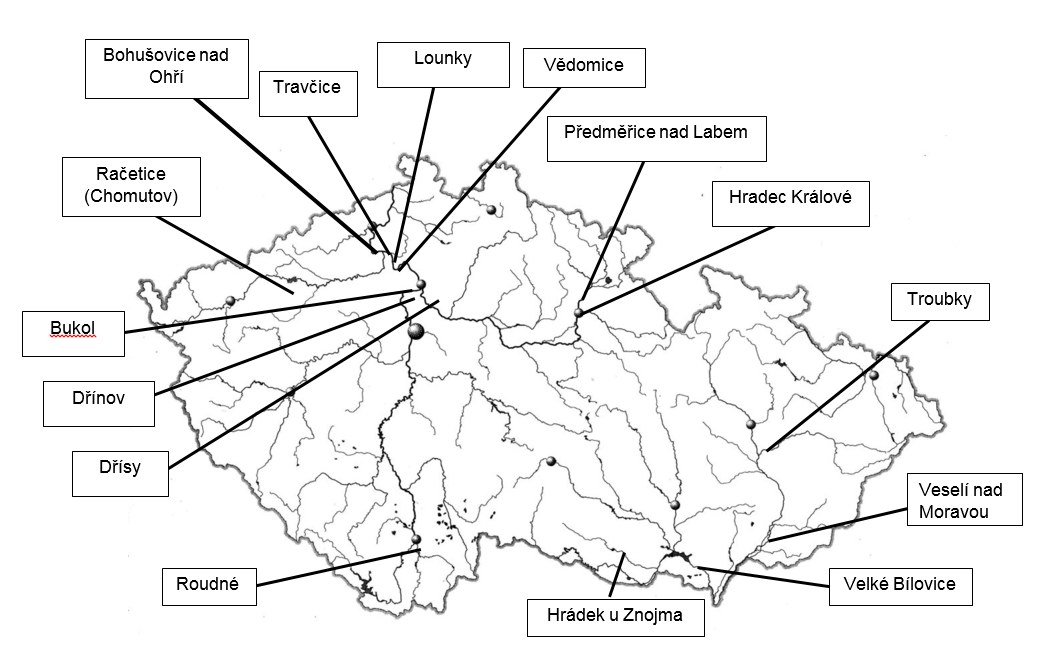 Bohušovice nad
Ohří
Travčice
Lounky
Vědomice
Předměřice nad Labem
Račetice
(Chomutov)
Hradec Králové
Troubky
Bukol
Dřínov
Dřísy
Veselí nad
Moravou
Roudné
Velké Bílovice
Hrádek u Znojma